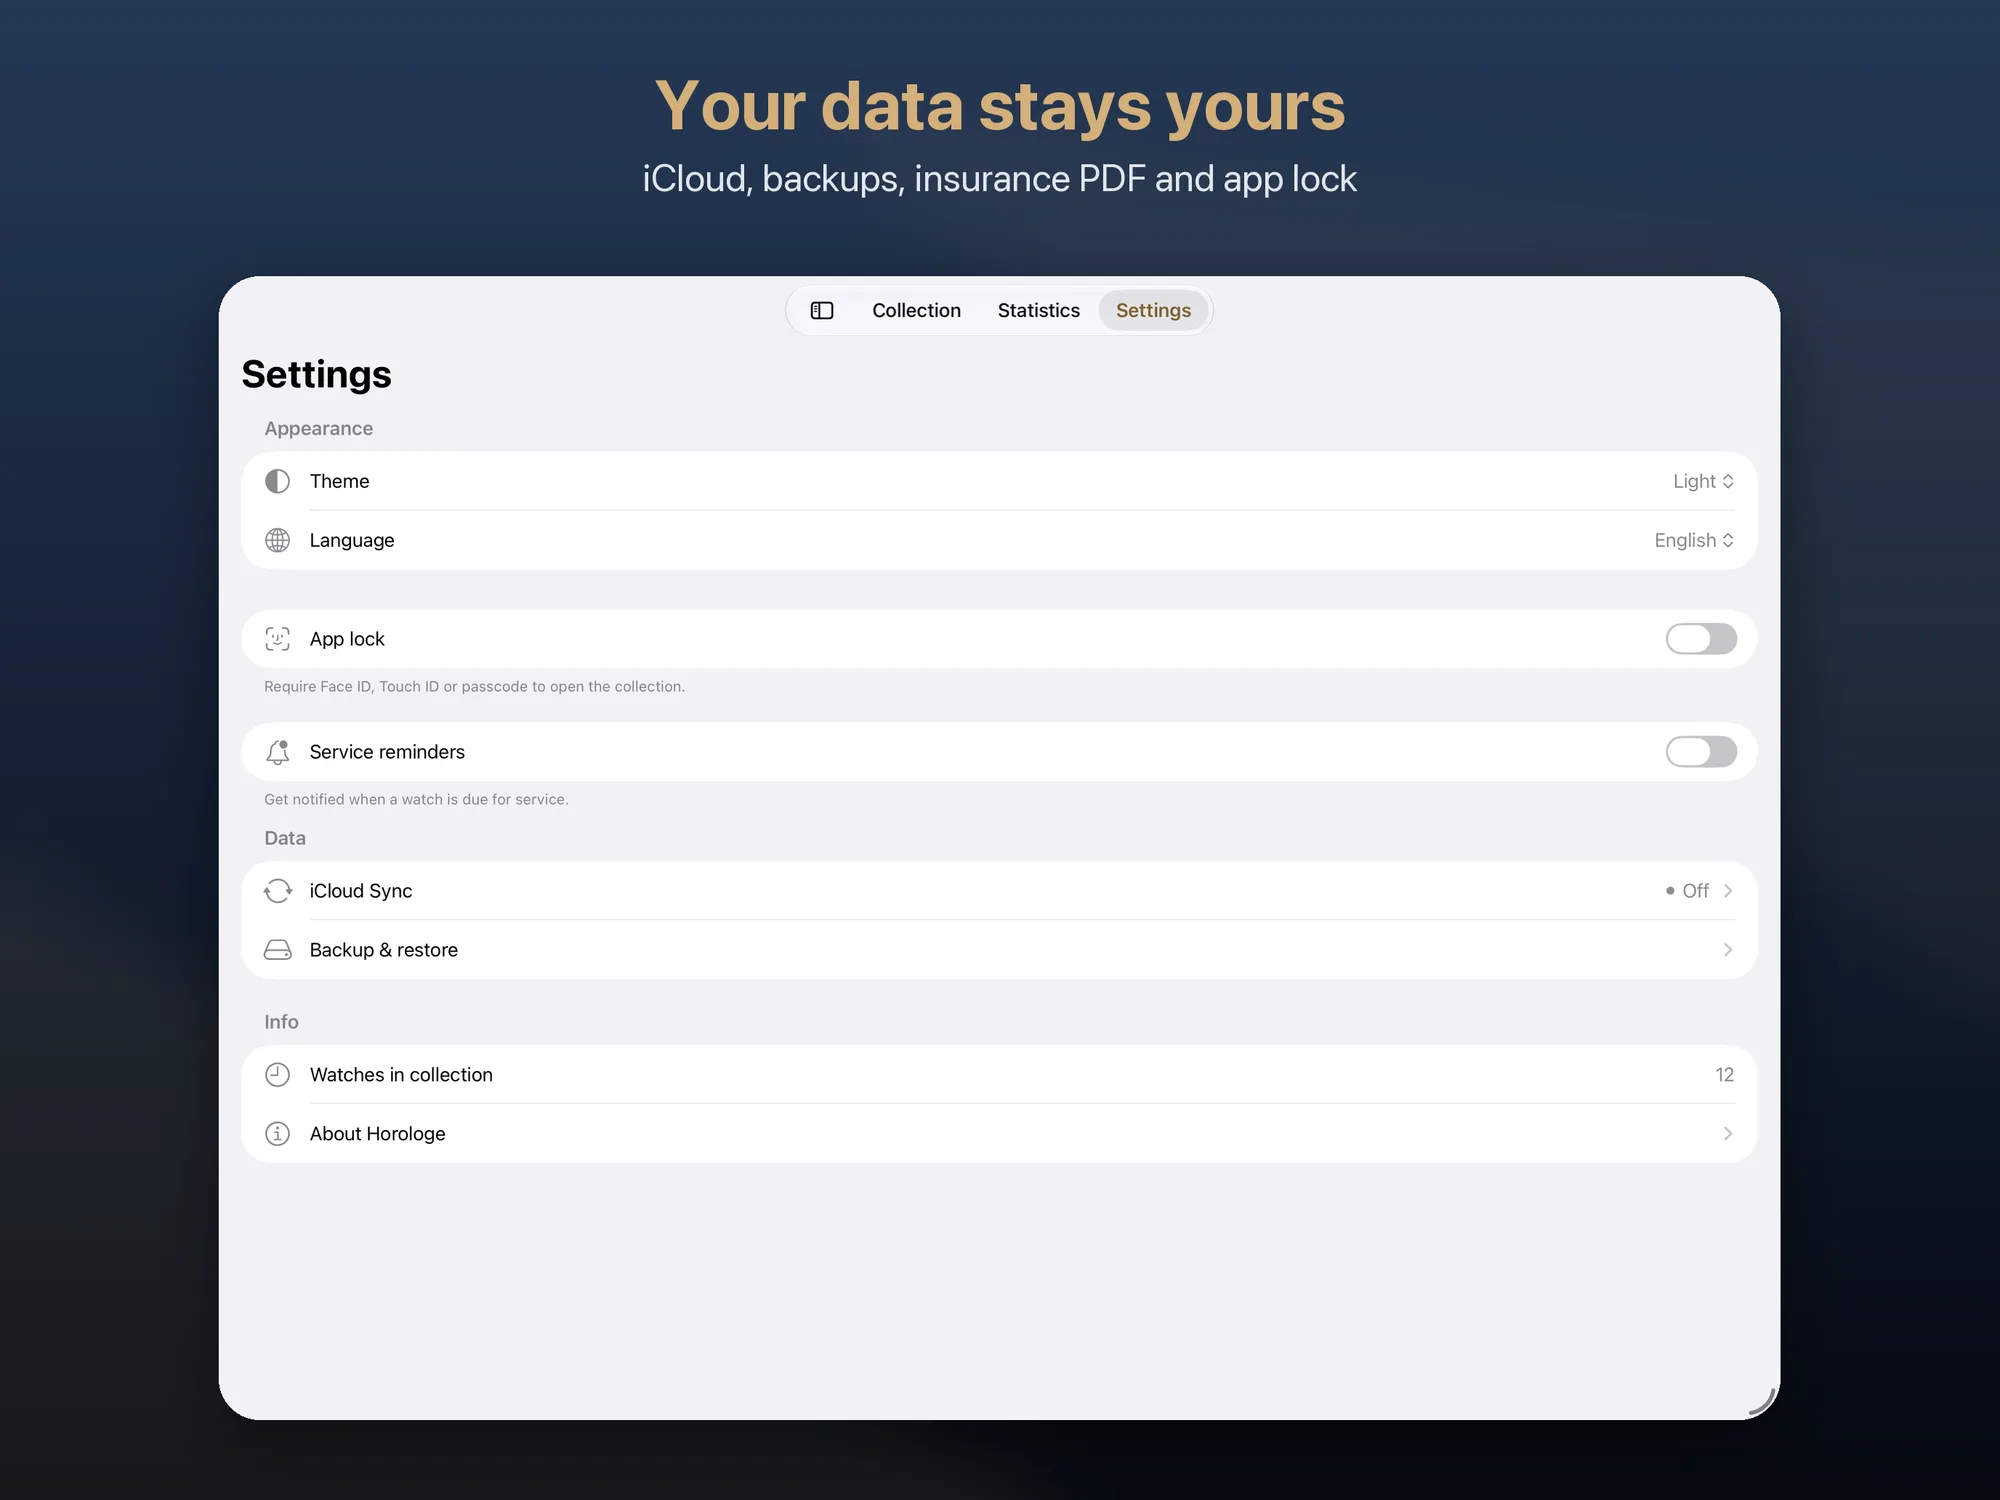 Your data stays yours
iCloud, backups, insurance PDF and app lock
Collection Statistics Settings
Settings
Appearance
Theme Light
Language English
App lock
Require Face ID, Touch ID or passcode to open the collection.
Service reminders
Get notified when a watch is due for service.
Data
iCloud Sync • Off
Backup & restore
Info
Watches in collection 12
About Horologe